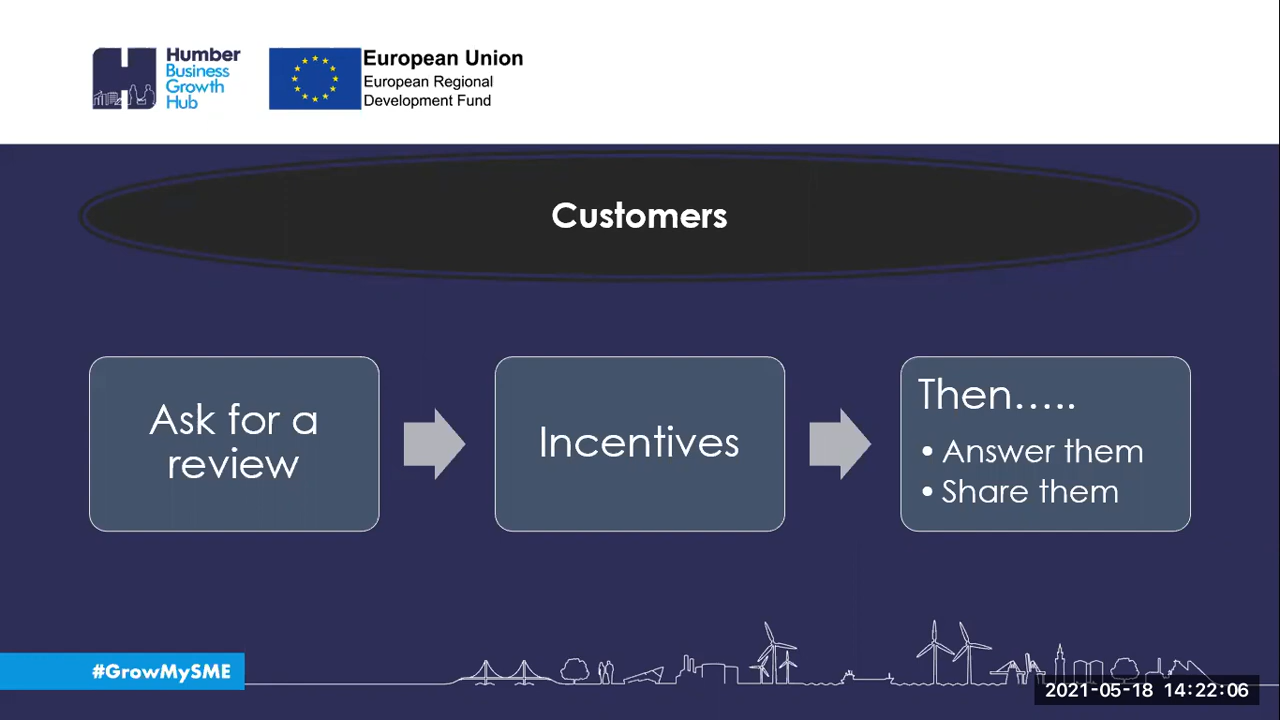 Humber
Business
Growth
Hub
European Union
European Regional
Development Fund
Customers
Ask for a
review
Incentives
Then…..
• Answer them
• Share them
#GrowMySME
2021-05-18 14:22:06